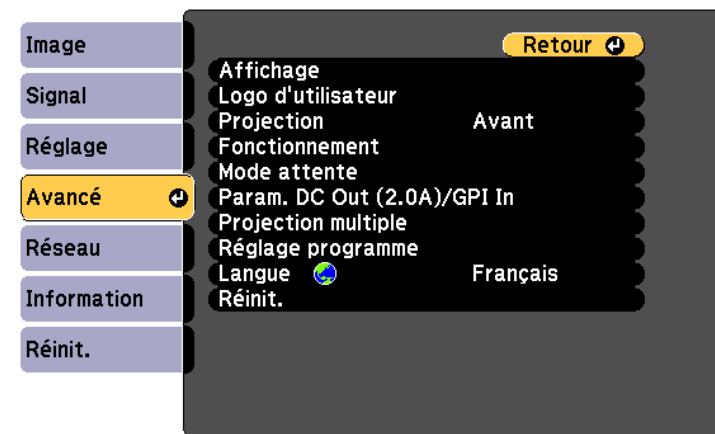 Image
Signal
Réglage
Avancé
Réseau
Information
Réinit.
Retour
Affichage
Logo d'utilisateur
Projection Avant
Fonctionnement
Mode attente
Param. DC Out (2.0A)/GPI In
Projection multiple
Réglage programme
Langue Français
Réinit.